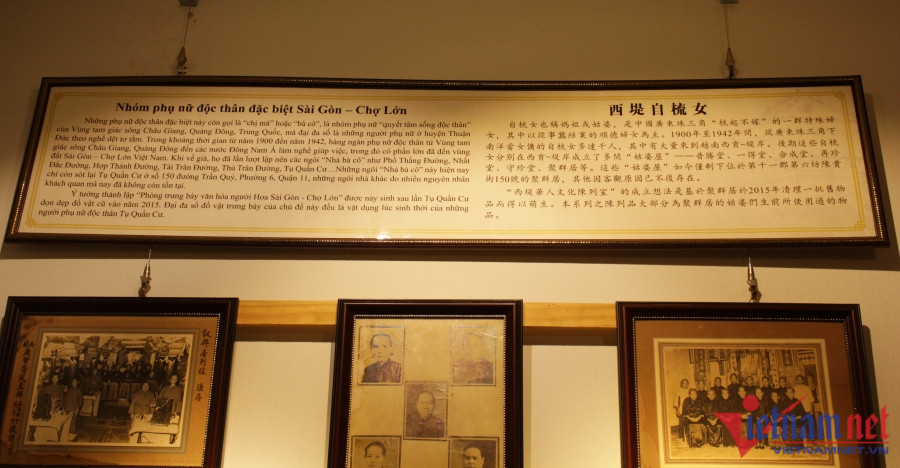 Nhóm phụ nữ độc thân đặc biệt Sài Gòn – Chợ Lớn
Những phụ nữ độc thân đặc biệt này còn gọi là “chị má” hoặc “bà cô”, là nhóm phụ nữ “quyết tâm sống độc thân”
của Vùng tam giác sông Châu Giang, Quảng Đông, Trung Quốc, mà đại đa số là những người phụ nữ ở huyện Thuận
Đức theo nghề dệt tơ tằm. Trong khoảng thời gian từ năm 1900 đến năm 1942, hàng ngàn phụ nữ độc thân từ Vùng tam
giác sông Châu Giang, Quảng Đông đến các nước Đông Nam Á làm nghề giúp việc, trong đó có phần lớn đã đến vùng
đất Sài Gòn – Chợ Lớn Việt Nam. Khi về già, họ đã lần lượt lập nên các ngôi “Nhà bà cô” như Phổ Thắng Đường, Nhất
Đắc Đường, Hợp Thành Đường, Tái Trân Đường, Thủ Trân Đường, Tụ Quần Cư…Những ngôi “Nhà bà cô” này hiện nay
chỉ còn sót lại Tụ Quần Cư ở số 150 đường Trần Quý, Phường 6, Quận 11, những ngôi nhà khác do nhiều nguyên nhân
khách quan mà nay đã không còn tồn tại.
Ý tưởng thành lập “Phòng trưng bày văn hóa người Hoa Sài Gòn - Chợ Lớn” được nảy sinh sau lần Tụ Quần Cư
dọn dẹp đồ vật cũ vào năm 2015. Đại đa số đồ vật trưng bày của chủ đề này đều là vật dụng lúc sinh thời của những
người phụ nữ độc thân Tụ Quần Cư.
西堤自梳女
自梳女也稱媽姐或姑婆，是中國廣東珠三角“梳起不嫁”的一群特殊婦
女，其中以從事蠶絲業的順德婦女為主。1900年至1942年間，從廣東珠三角下
南洋當女傭的自梳女多達千人，其中有大量來到越南西貢-堤岸，後期這些自梳
女分別在西貢-堤岸成立了多間“姑婆屋”——普勝堂、一得堂、合成堂、再珍
堂、守珍堂、聚群居等。這些“姑婆屋”如今僅剩下位於第十一郡第六坊陳貴
街150號的聚群居，其他因客觀原因已不復存在。
“西堤華人文化陳列室”的成立想法是基於聚群居於2015年清理一批舊物
品而得以萌生。本系列之陳列品大部分為聚群居的姑婆們生前所使用過的物
品。
vietnamnet
VIETNAMNET.VN